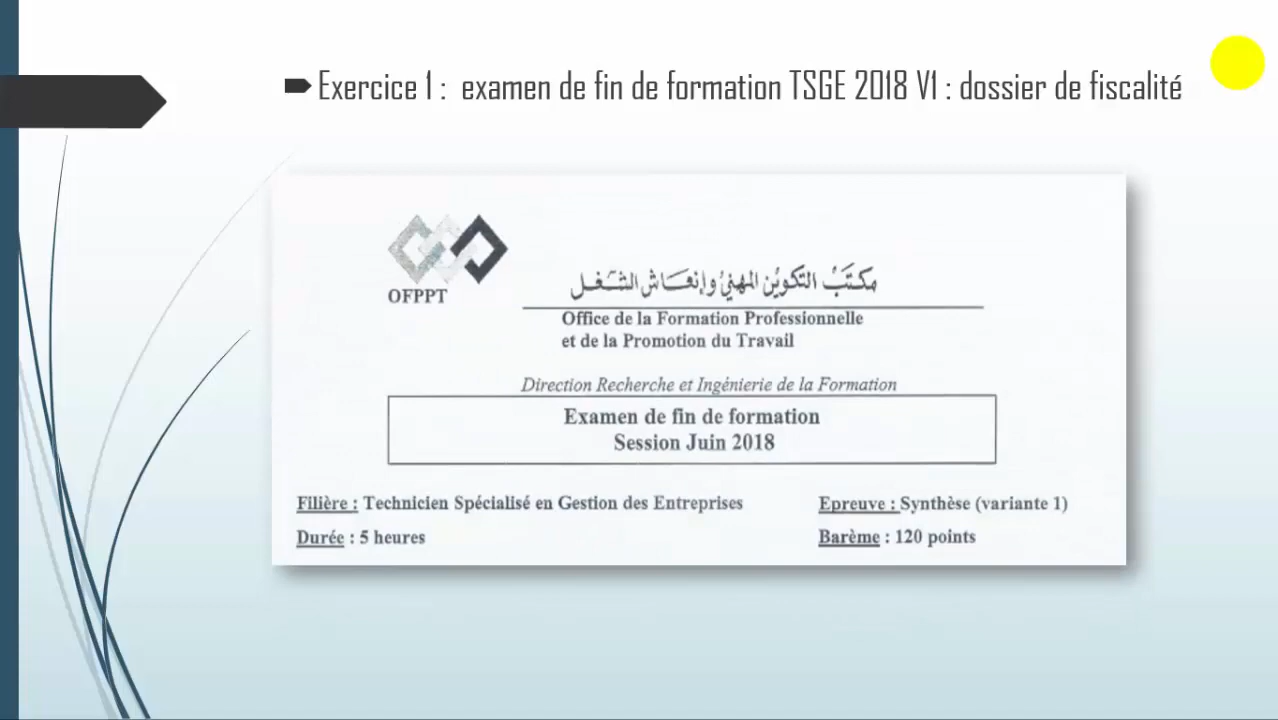 Exercice 1 : examen de fin de formation TSGE 2018 V1 : dossier de fiscalité
OFPPT
مكتب التكوين المهني وإنعاش الشغل
Office de la Formation Professionnelle
et de la Promotion du Travail
Direction Recherche et Ingénierie de la Formation
Examen de fin de formation
Session Juin 2018
Filière : Technicien Spécialisé en Gestion des Entreprises
Epreuve : Synthèse (variante 1)
Durée : 5 heures
Barème : 120 points